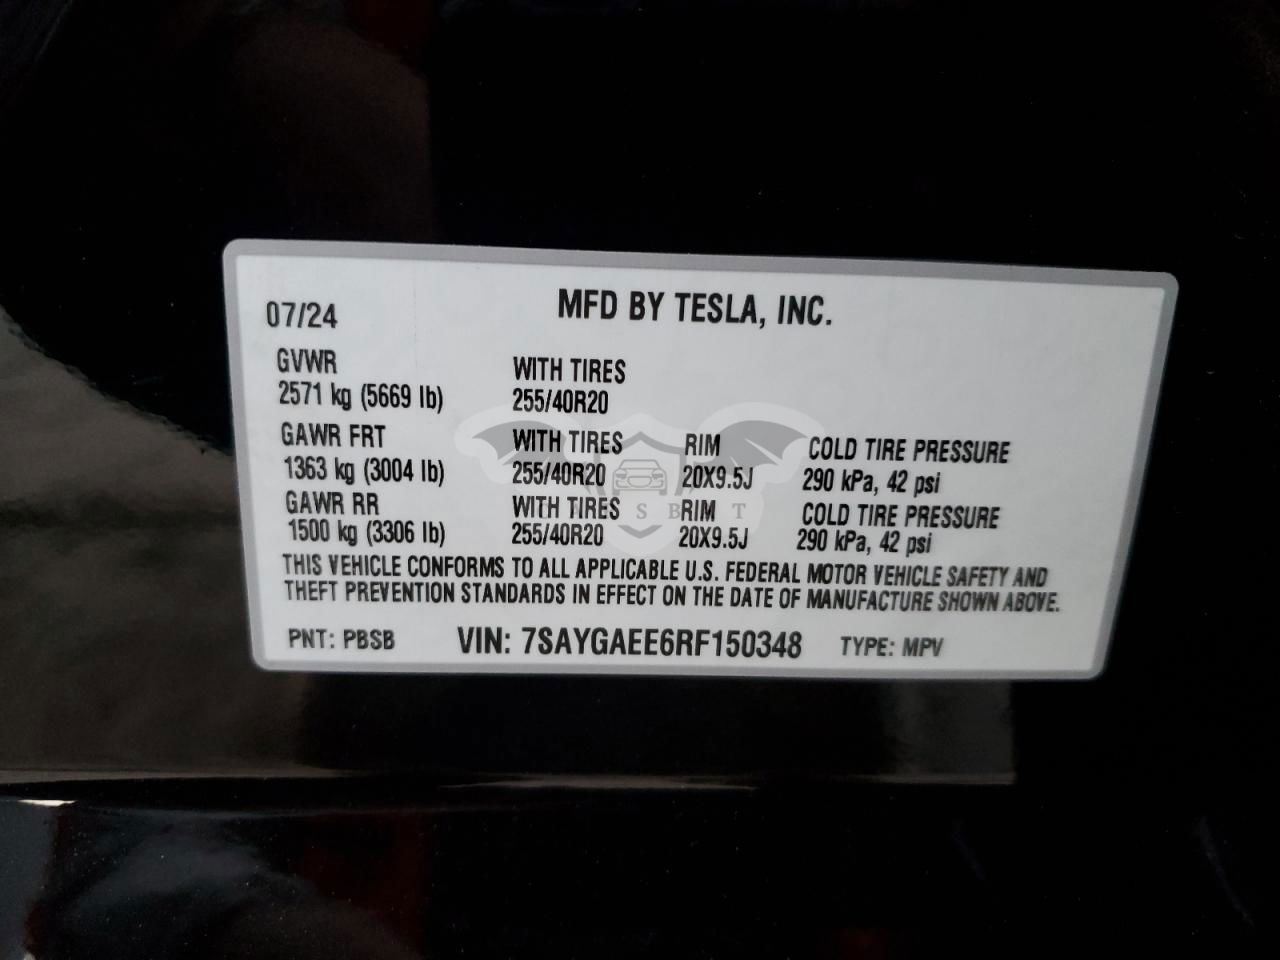 07/24 MFD BY TESLA, INC.
GVWR WITH TIRES
2571 kg (5669 lb) 255/40R20
GAWR FRT WITH TIRES RIM COLD TIRE PRESSURE
1363 kg (3004 lb) 255/40R20 20X9.5J 290 kPa, 42 psi
GAWR RR WITH TIRES RIM COLD TIRE PRESSURE
1500 kg (3306 lb) 255/40R20 20X9.5J 290 kPa, 42 psi
THIS VEHICLE CONFORMS TO ALL APPLICABLE U.S. FEDERAL MOTOR VEHICLE SAFETY AND
THEFT PREVENTION STANDARDS IN EFFECT ON THE DATE OF MANUFACTURE SHOWN ABOVE.
PNT: PBSB VIN: 7SAYGAEE6RF150348 TYPE: MPV